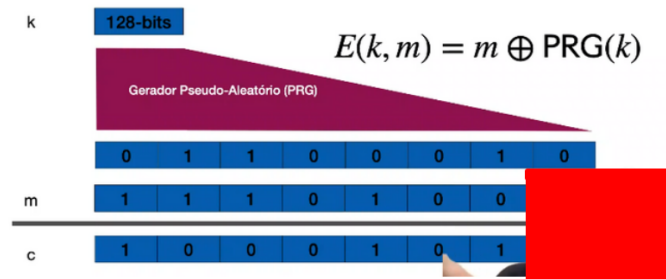 k 128-bits
E(k, m) = m ⊕ PRG(k)
Gerador Pseudo-Aleatório (PRG)
0 1 1 0 0 0 1 0
m 1 1 1 0 1 0 0
c 1 0 0 0 1 0 1